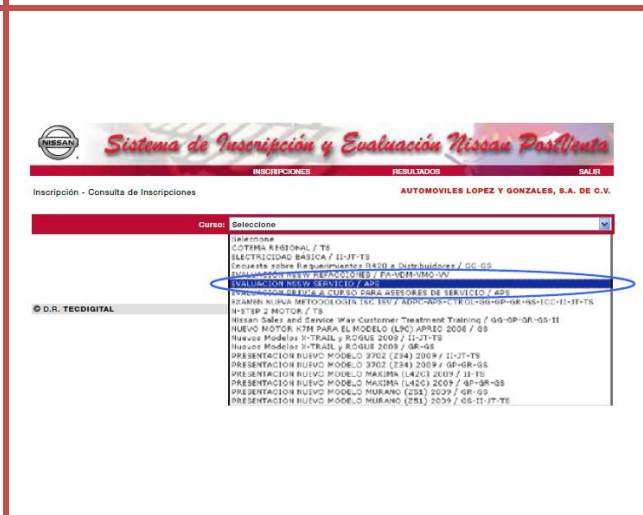 NISSAN
Sistema de Inscripción y Evaluación Nissan PostVenta
INSCRIPCIONES RESULTADOS SALIR
Inscripción - Consulta de Inscripciones AUTOMOVILES LOPEZ Y GONZALES, S.A. DE C.V.
Curso: Seleccione
Seleccione
COTEMA REGIONAL / TS
ELECTRICIDAD BÁSICA / II-JT-TS
Encuesta sobre Requerimientos R420 a Distribuidores / GG-GS
EVALUACIÓN NSSW REFACCIONES / PA-VDM-VMO-VV
EVALUACION NSSW SERVICIO / APS
EVALUACION PREVIA A CURSO PARA ASESORES DE SERVICIO / APS
EXAMEN NUEVA METODOLOGIA ISC ISV / ADPC-APS-CTROL-GG-GP-GR-GS-ICC-II-JT-TS
N-STEP 2 MOTOR / TS
Nissan Sales and Service Way Customer Treatment Training / GG-GP-GR-GS-II
NUEVO MOTOR K7M PARA EL MODELO (L90) APRIO 2008 / GS
Nuevos Modelos X-TRAIL y ROGUE 2008 / II-JT-TS
Nuevos Modelos X-TRAIL y ROGUE 2008 / GR-GS
PRESENTACION NUEVO MODELO 370Z (Z34) 2009 / II-JT-TS
PRESENTACION NUEVO MODELO 370Z (Z34) 2009 / GP-GR-GS
PRESENTACION NUEVO MODELO MAXIMA (L42C) 2009 / II-TS
PRESENTACION NUEVO MODELO MAXIMA (L42C) 2009 / GP-GR-GS
PRESENTACION NUEVO MODELO MURANO (Z51) 2009 / GR-GS
PRESENTACION NUEVO MODELO MURANO (Z51) 2009 / GS-II-JT-TS
© D.R. TECDIGITAL